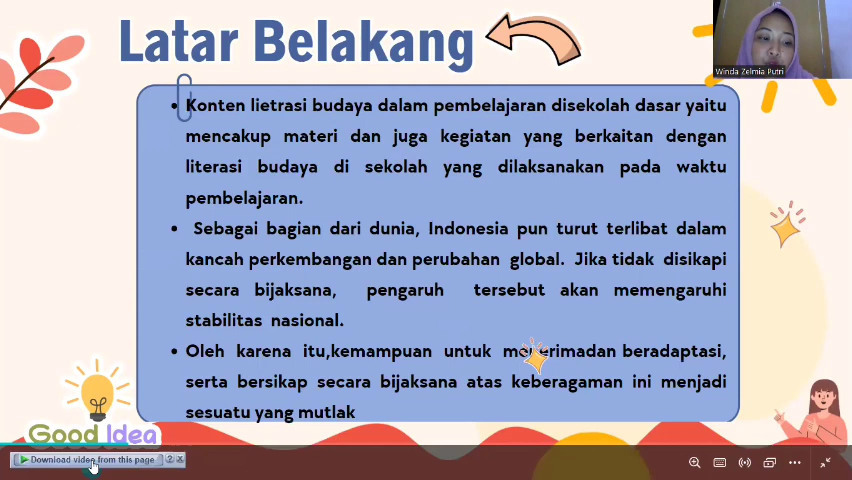 Latar Belakang
Winda Zelmia Putri
• Konten lietrasi budaya dalam pembelajaran disekolah dasar yaitu
mencakup materi dan juga kegiatan yang berkaitan dengan
literasi budaya di sekolah yang dilaksanakan pada waktu
pembelajaran.
• Sebagai bagian dari dunia, Indonesia pun turut terlibat dalam
kancah perkembangan dan perubahan global. Jika tidak disikapi
secara bijaksana, pengaruh tersebut akan memengaruhi
stabilitas nasional.
• Oleh karena itu,kemampuan untuk menerimadan beradaptasi,
serta bersikap secara bijaksana atas keberagaman ini menjadi
sesuatu yang mutlak
Good Idea
Download video from this page ?